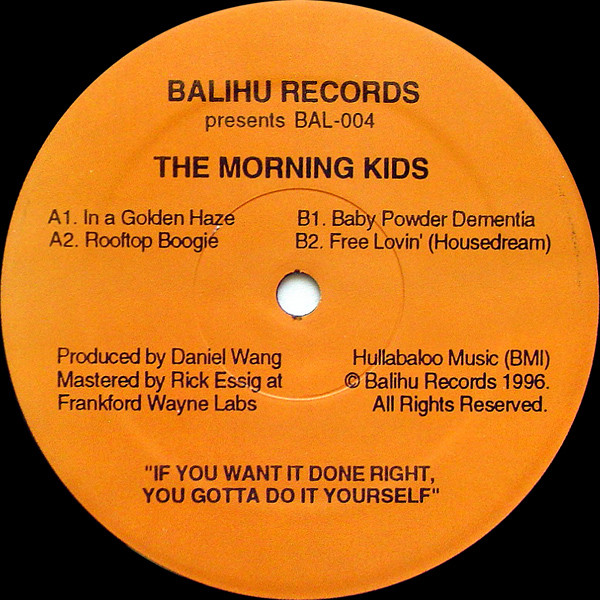 BALIHU RECORDS
presents BAL-004
THE MORNING KIDS
A1. In a Golden Haze
A2. Rooftop Boogie
B1. Baby Powder Dementia
B2. Free Lovin' (Housedream)
Produced by Daniel Wang
Mastered by Rick Essig at
Frankford Wayne Labs
Hullabaloo Music (BMI)
© Balihu Records 1996.
All Rights Reserved.
"IF YOU WANT IT DONE RIGHT,
YOU GOTTA DO IT YOURSELF"